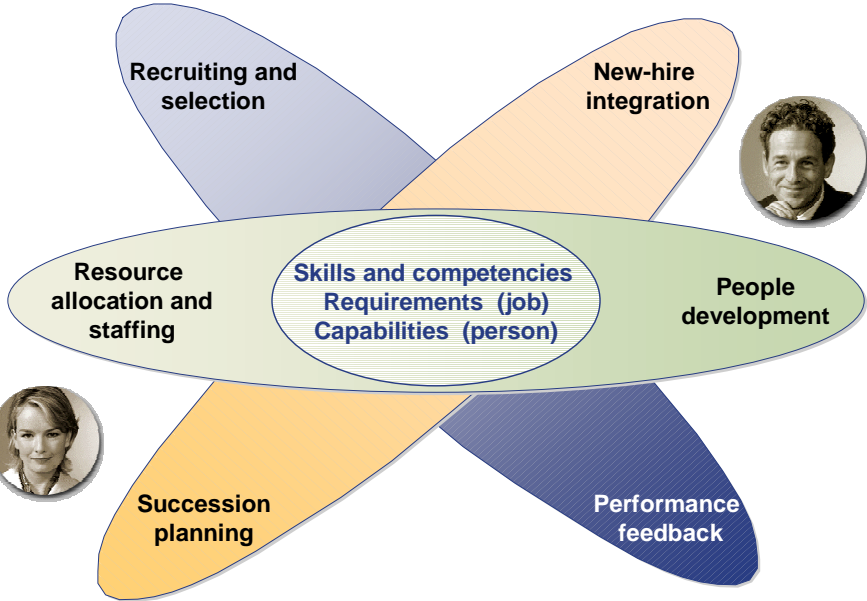 Recruiting and
selection
New-hire
integration
Resource
allocation and
staffing
Skills and competencies
Requirements (job)
Capabilities (person)
People
development
Succession
planning
Performance
feedback